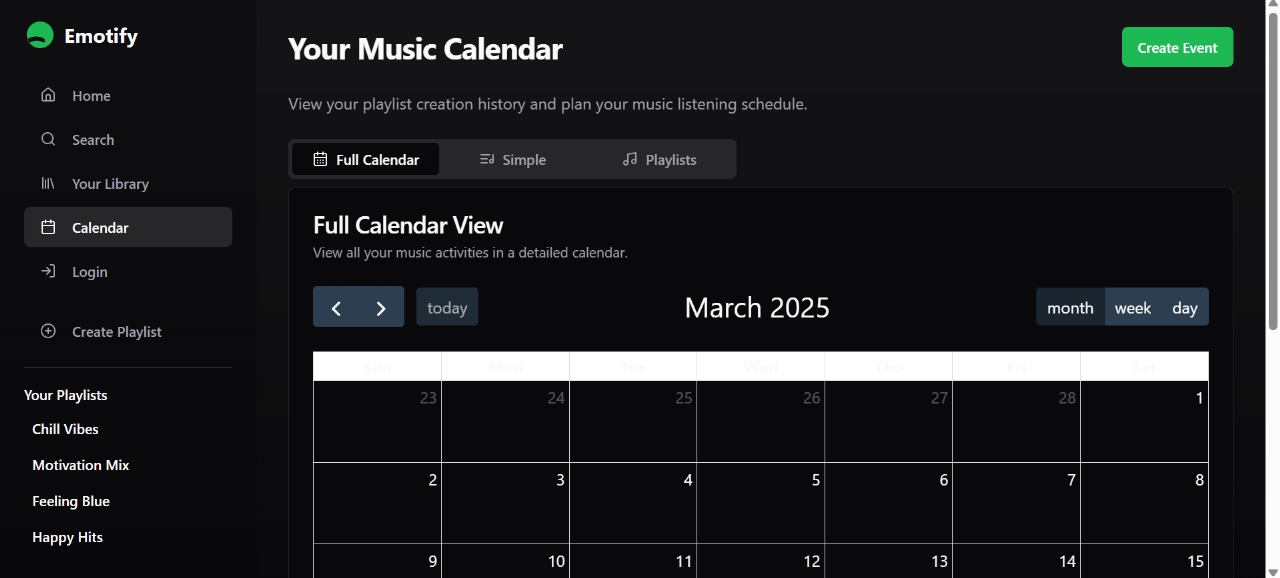 Emotify
Home
Search
Your Library
Calendar
Login
Create Playlist
Your Playlists
Chill Vibes
Motivation Mix
Feeling Blue
Happy Hits
Your Music Calendar
Create Event
View your playlist creation history and plan your music listening schedule.
Full Calendar Simple Playlists
Full Calendar View
View all your music activities in a detailed calendar.
today March 2025 month week day
Sun Mon Tue Wed Thu Fri Sat
23 24 25 26 27 28 1
2 3 4 5 6 7 8
9 10 11 12 13 14 15